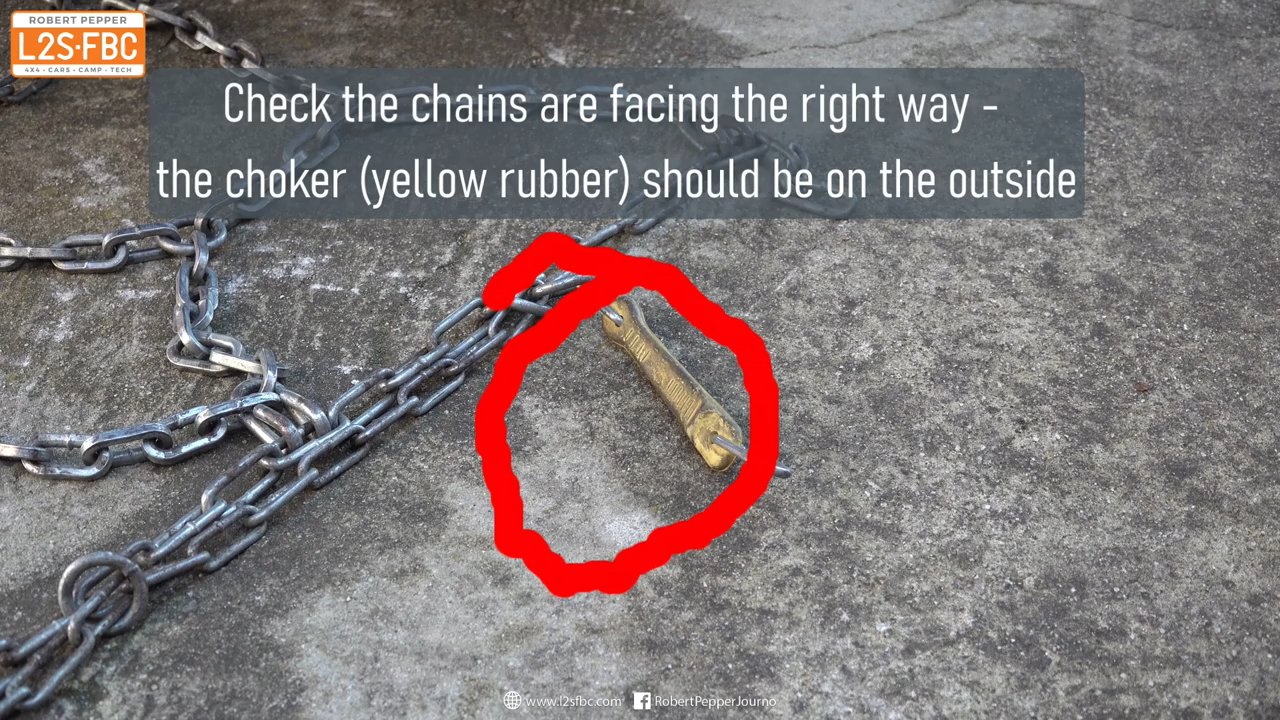 ROBERT PEPPER
L2S·FBC
4X4 · CARS · CAMP · TECH
Check the chains are facing the right way -
the choker (yellow rubber) should be on the outside
www.l2sfbc.com RobertPepperJourno